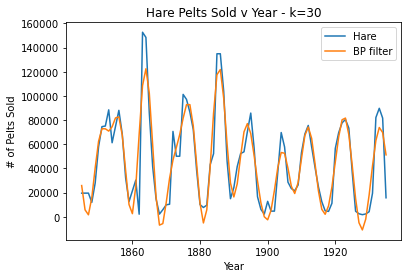 Hare Pelts Sold v Year - k=30
160000
140000
120000
100000
80000
60000
40000
20000
0
# of Pelts Sold
Hare
BP filter
1860
1880
1900
1920
Year